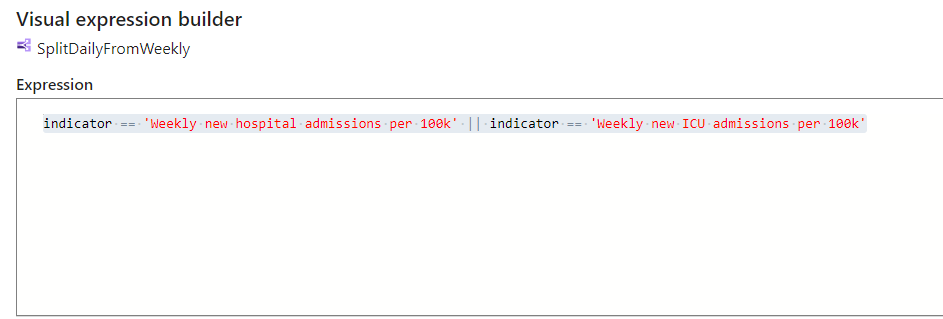 Visual expression builder
SplitDailyFromWeekly
Expression
indicator == 'Weekly new hospital admissions per 100k' || indicator == 'Weekly new ICU admissions per 100k'